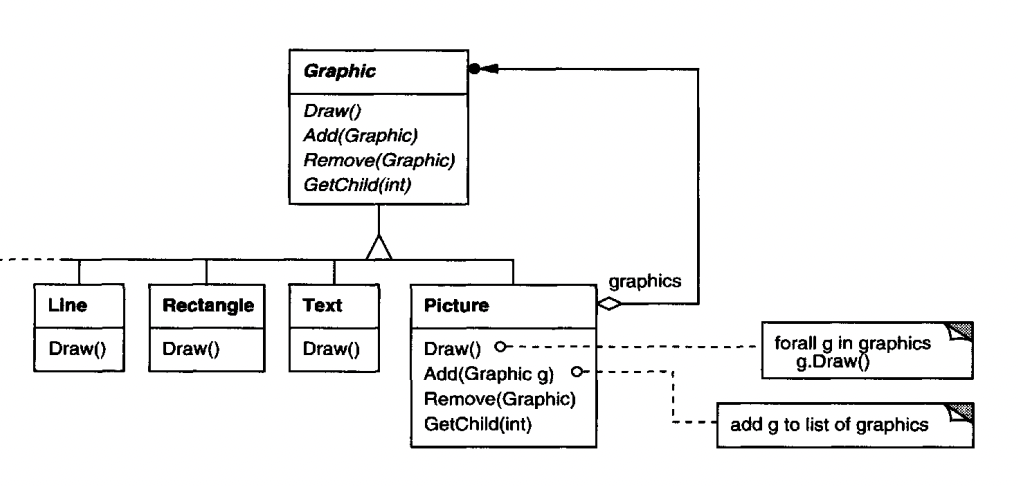 Graphic
Draw()
Add(Graphic)
Remove(Graphic)
GetChild(int)
graphics
Line
Draw()
Rectangle
Draw()
Text
Draw()
Picture
Draw()
Add(Graphic g)
Remove(Graphic)
GetChild(int)
forall g in graphics
g.Draw()
add g to list of graphics